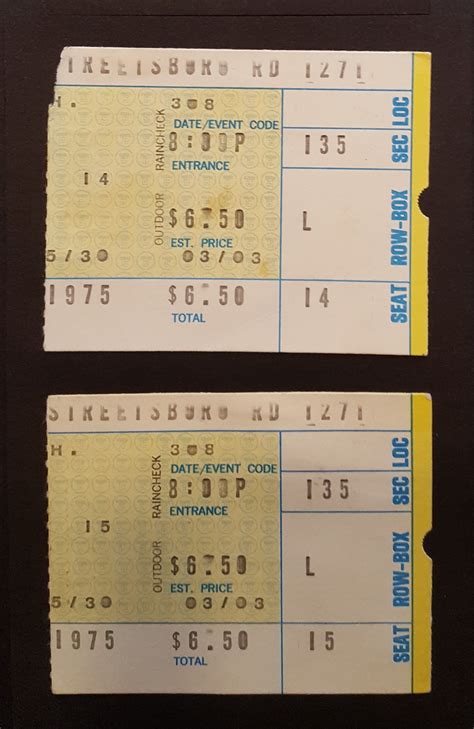 STREETSBORO RD 1271
H. 308
DATE/EVENT CODE
8:00P 135
ENTRANCE
OUTDOOR RAINCHECK
SEC LOC
14
$6.50 L
EST. PRICE
ROW-BOX
5/30 03/03
1975 $6.50 14
TOTAL
SEAT
STREETSBORO RD 1271
H. 308
DATE/EVENT CODE
8:00P 135
ENTRANCE
OUTDOOR RAINCHECK
SEC LOC
15
$6.50 L
EST. PRICE
ROW-BOX
5/30 03/03
1975 $6.50 15
TOTAL
SEAT